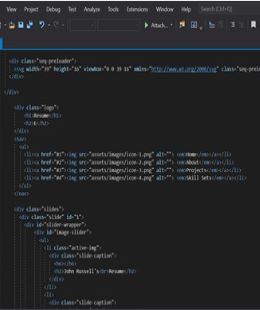 View Project Debug Test Analyze Tools Extensions Window Help Search (Ctrl+Q)
Attach...
<div class="seq-preloader">
<svg width="39" height="16" viewBox="0 0 39 16" xmlns="http://www.w3.org/2000/svg" class="seq-prelo
</div>
</div>
<div class="logo">
<h1>Resume</h1>
</div>
<nav>
<ul>
<li><a href="#1"><img src="assets/images/icon-1.png" alt=""> <em>Home</em></a></li>
<li><a href="#2"><img src="assets/images/icon-2.png" alt=""> <em>About</em></a></li>
<li><a href="#3"><img src="assets/images/icon-3.png" alt=""> <em>Projects</em></a></li>
<li><a href="#4"><img src="assets/images/icon-4.png" alt=""> <em>Skill Sets</em></a></li>
</ul>
</nav>
<div class="slides">
<div class="slide" id="1">
<div id="slider-wrapper">
<div id="image-slider">
<ul>
<li class="active-img">
<div class="slide-caption">
<h2>John Russell's<br>Resume</h2>
</div>
</li>
<li>
<div class="slide-caption">